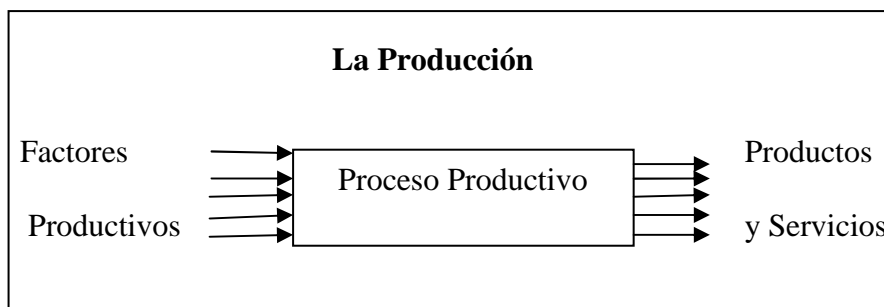 La Producción
Factores
Productivos
Proceso Productivo
Productos
y Servicios